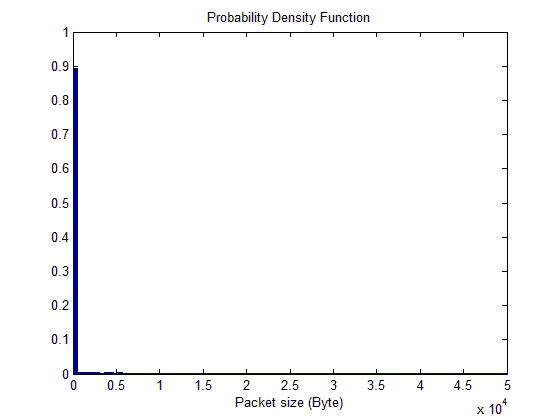 Probability Density Function
1
0.9
0.8
0.7
0.6
0.5
0.4
0.3
0.2
0.1
0
0 0.5 1 1.5 2 2.5 3 3.5 4 4.5 5
x 10^4
Packet size (Byte)